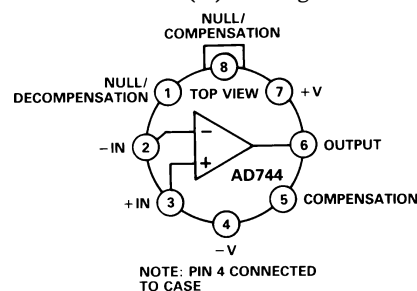 NULL/
COMPENSATION
8
NULL/
DECOMPENSATION
1
TOP VIEW
7
+V
−IN
2
−
6
OUTPUT
+
AD744
+IN
3
5
COMPENSATION
4
−V
NOTE: PIN 4 CONNECTED
TO CASE